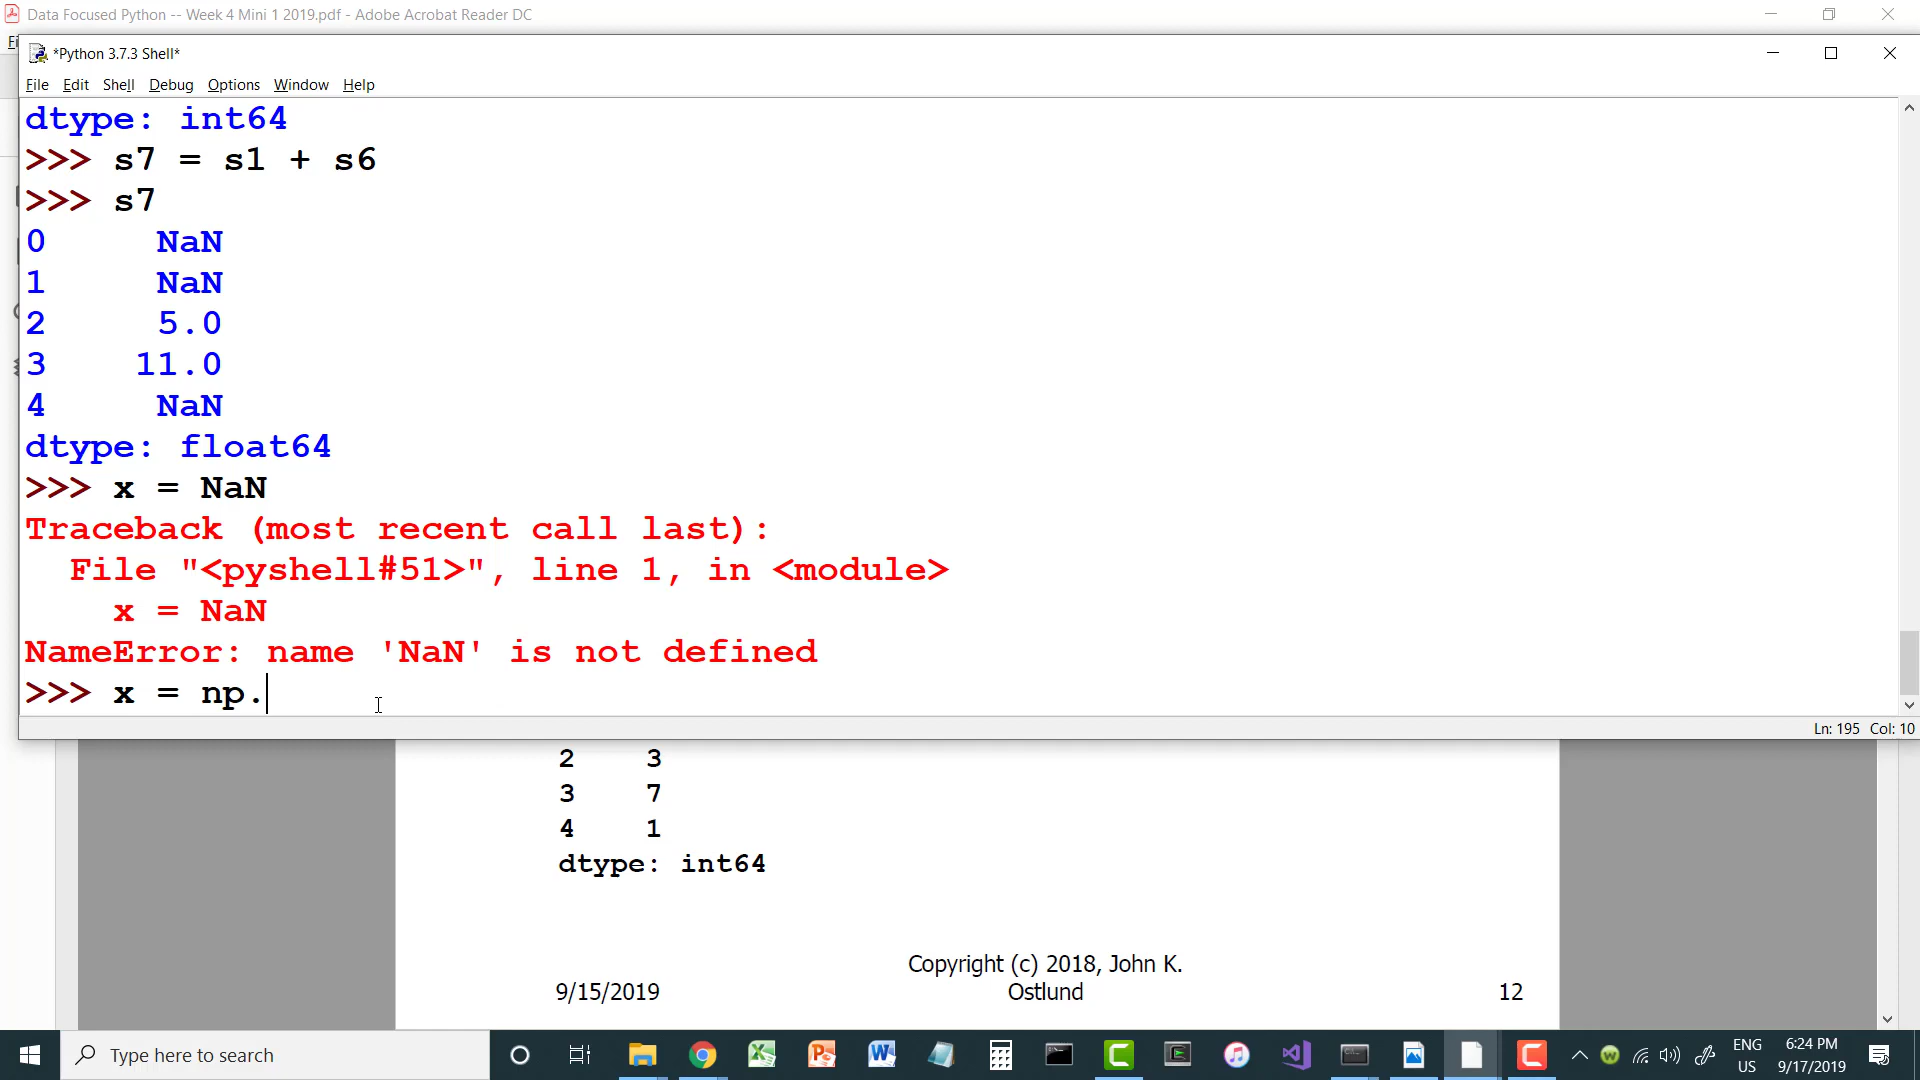 Data Focused Python -- Week 4 Mini 1 2019.pdf - Adobe Acrobat Reader DC
*Python 3.7.3 Shell*
File Edit Shell Debug Options Window Help
dtype: int64
>>> s7 = s1 + s6
>>> s7
0 NaN
1 NaN
2 5.0
3 11.0
4 NaN
dtype: float64
>>> x = NaN
Traceback (most recent call last):
File "<pyshell#51>", line 1, in <module>
x = NaN
NameError: name 'NaN' is not defined
>>> x = np.
Ln: 195 Col: 10
2 3
3 7
4 1
dtype: int64
Copyright (c) 2018, John K.
Ostlund
9/15/2019
12
Type here to search
ENG
US
6:24 PM
9/17/2019